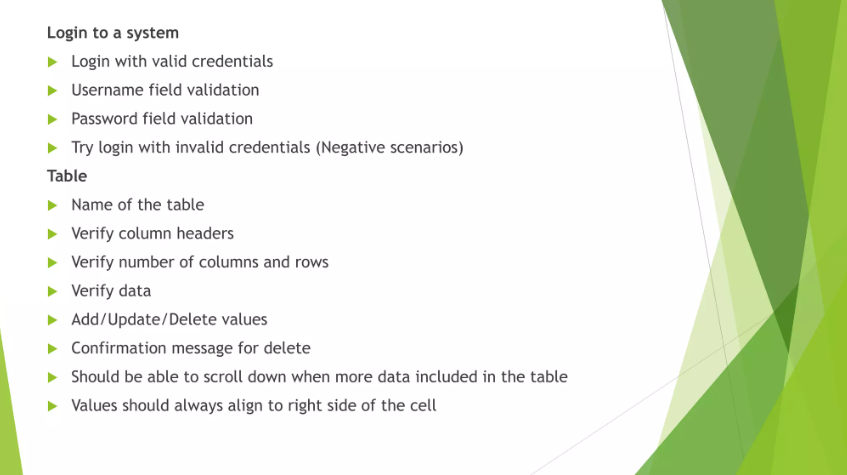 Login to a system
Login with valid credentials
Username field validation
Password field validation
Try login with invalid credentials (Negative scenarios)
Table
Name of the table
Verify column headers
Verify number of columns and rows
Verify data
Add/Update/Delete values
Confirmation message for delete
Should be able to scroll down when more data included in the table
Values should always align to right side of the cell